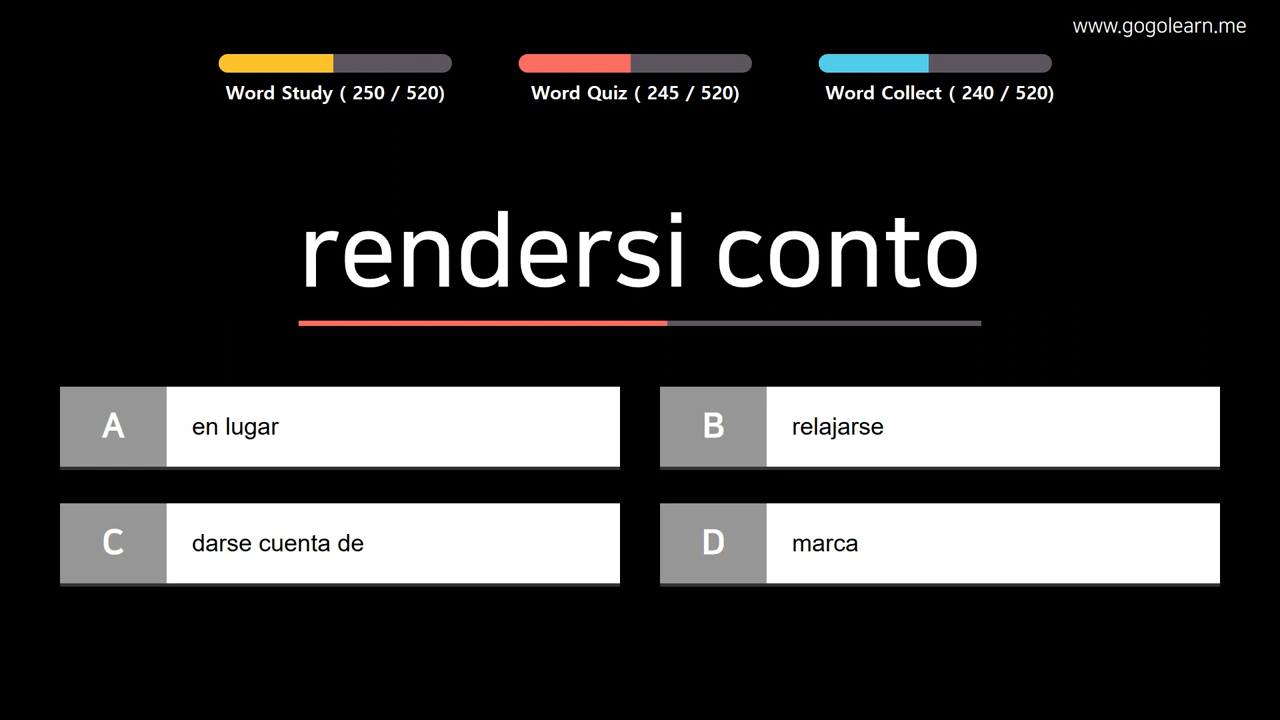 www.gogolearn.me
Word Study ( 250 / 520)
Word Quiz ( 245 / 520)
Word Collect ( 240 / 520)
rendersi conto
A en lugar
B relajarse
C darse cuenta de
D marca